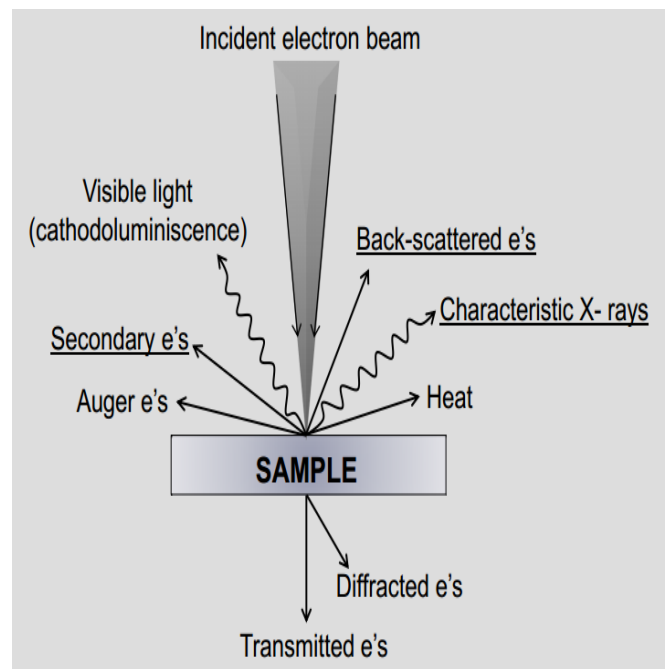 Incident electron beam
Visible light
(cathodoluminiscence)
Back-scattered e's
Characteristic X- rays
Secondary e's
Auger e's
Heat
SAMPLE
Diffracted e's
Transmitted e's